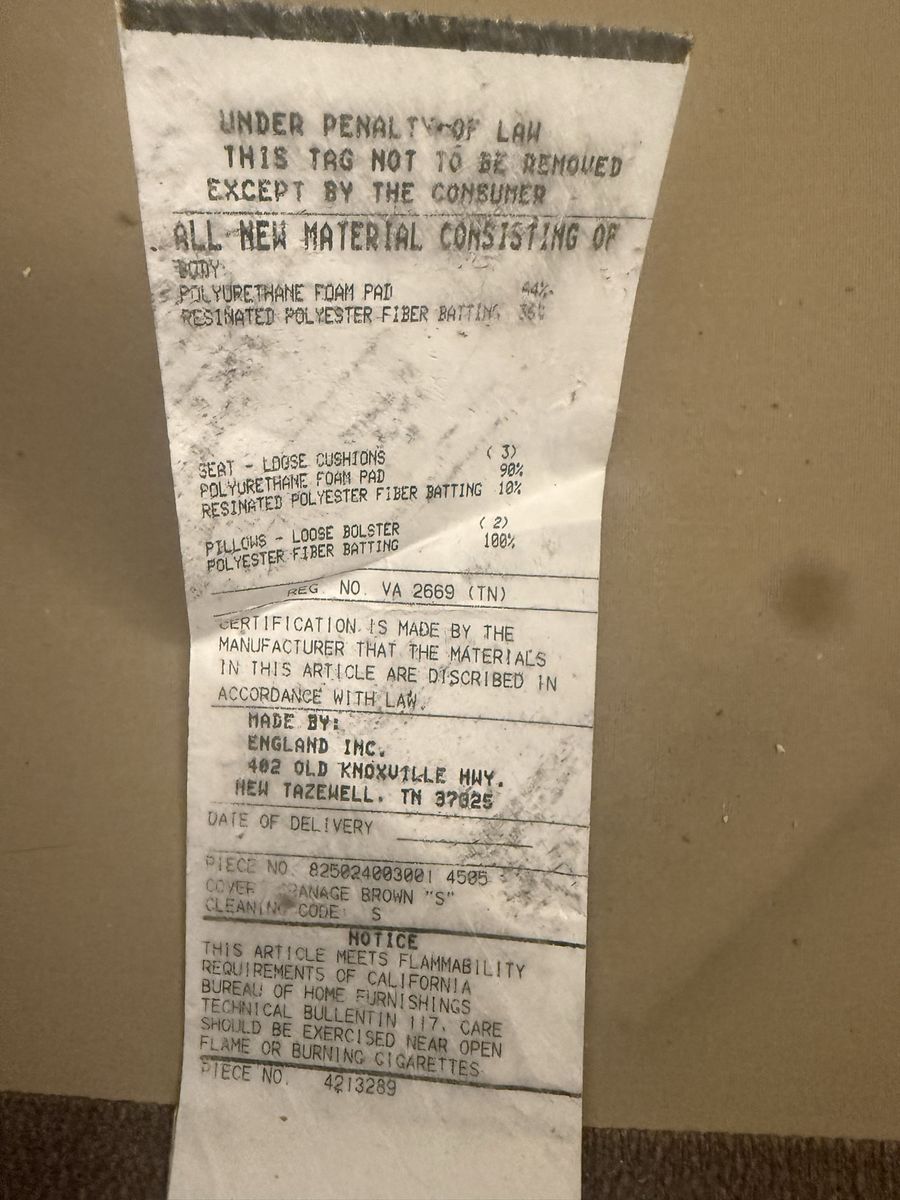 UNDER PENALTY OF LAW
THIS TAG NOT TO BE REMOVED
EXCEPT BY THE CONSUMER
ALL NEW MATERIAL CONSISTING OF
BODY:
POLYURETHANE FOAM PAD 44%
RESINATED POLYESTER FIBER BATTING
SEAT - LOOSE CUSHIONS ( 3)
POLYURETHANE FOAM PAD 90%
RESINATED POLYESTER FIBER BATTING 10%
PILLOWS - LOOSE BOLSTER ( 2)
POLYESTER FIBER BATTING 100%
REG. NO. VA 2669 (TN)
CERTIFICATION IS MADE BY THE
MANUFACTURER THAT THE MATERIALS
IN THIS ARTICLE ARE DISCRIBED IN
ACCORDANCE WITH LAW.
MADE BY:
ENGLAND INC.
402 OLD KNOXVILLE HWY.
NEW TAZEWELL, TN 37825
DATE OF DELIVERY
PIECE NO 825024003001 4505
COVER BROWN "S"
CLEANING CODE: S
NOTICE
THIS ARTICLE MEETS FLAMMABILITY
REQUIREMENTS OF CALIFORNIA
BUREAU OF HOME FURNISHINGS
TECHNICAL BULLENTIN 117. CARE
SHOULD BE EXERCISED NEAR OPEN
FLAME OR BURNING CIGARETTES
PIECE NO. 4213289